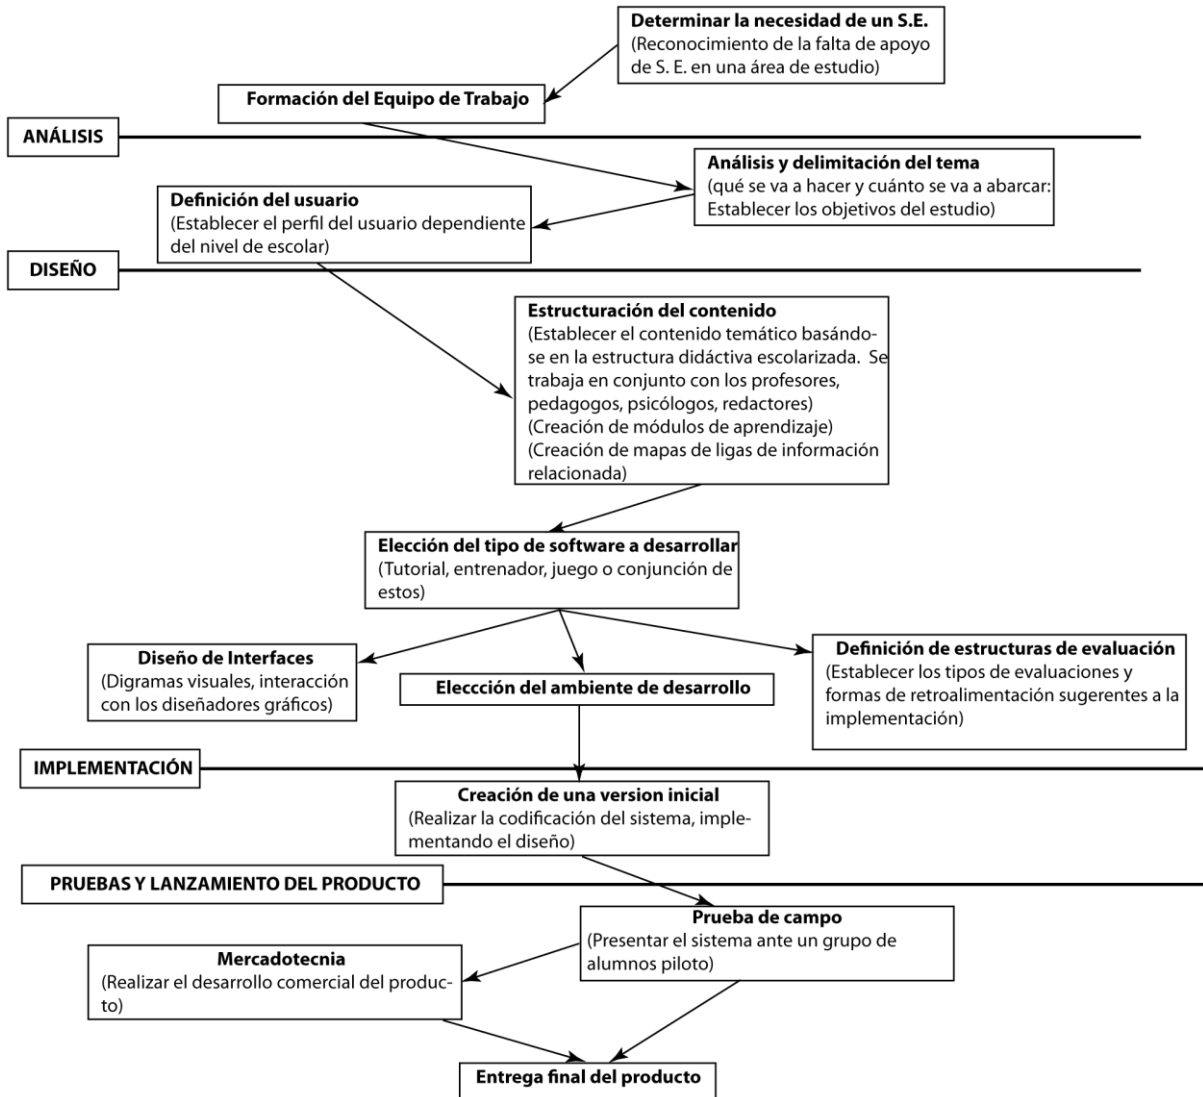 Determinar la necesidad de un S.E.
(Reconocimiento de la falta de apoyo
de S. E. en una área de estudio)
Formación del Equipo de Trabajo
ANÁLISIS
Análisis y delimitación del tema
(qué se va a hacer y cuánto se va a abarcar:
Establecer los objetivos del estudio)
Definición del usuario
(Establecer el perfil del usuario dependiente
del nivel de escolar)
DISEÑO
Estructuración del contenido
(Establecer el contenido temático basándo-
se en la estructura didáctiva escolarizada. Se
trabaja en conjunto con los profesores,
pedagogos, psicólogos, redactores)
(Creación de módulos de aprendizaje)
(Creación de mapas de ligas de información
relacionada)
Elección del tipo de software a desarrollar
(Tutorial, entrenador, juego o conjunción de
estos)
Diseño de Interfaces
(Digramas visuales, interacción
con los diseñadores gráficos)
Eleccción del ambiente de desarrollo
Definición de estructuras de evaluación
(Establecer los tipos de evaluaciones y
formas de retroalimentación sugerentes a la
implementación)
IMPLEMENTACIÓN
Creación de una version inicial
(Realizar la codificación del sistema, imple-
mentando el diseño)
PRUEBAS Y LANZAMIENTO DEL PRODUCTO
Prueba de campo
(Presentar el sistema ante un grupo de
alumnos piloto)
Mercadotecnia
(Realizar el desarrollo comercial del produc-
to)
Entrega final del producto